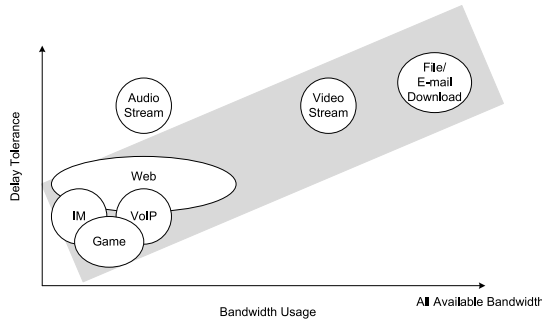 File/
E-mail
Download
Audio
Stream
Video
Stream
Delay Tolerance
Web
IM
VoIP
Game
All Available Bandwidth
Bandwidth Usage